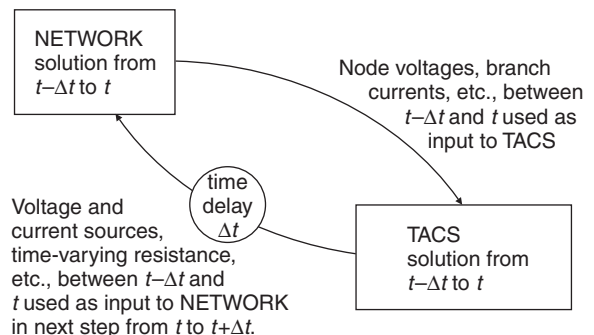 NETWORK
solution from
t–Δt to t
Node voltages, branch
currents, etc., between
t–Δt and t used as
input to TACS
time
delay
Δt
Voltage and
current sources,
time-varying resistance,
etc., between t–Δt and
t used as input to NETWORK
in next step from t to t+Δt.
TACS
solution from
t–Δt to t